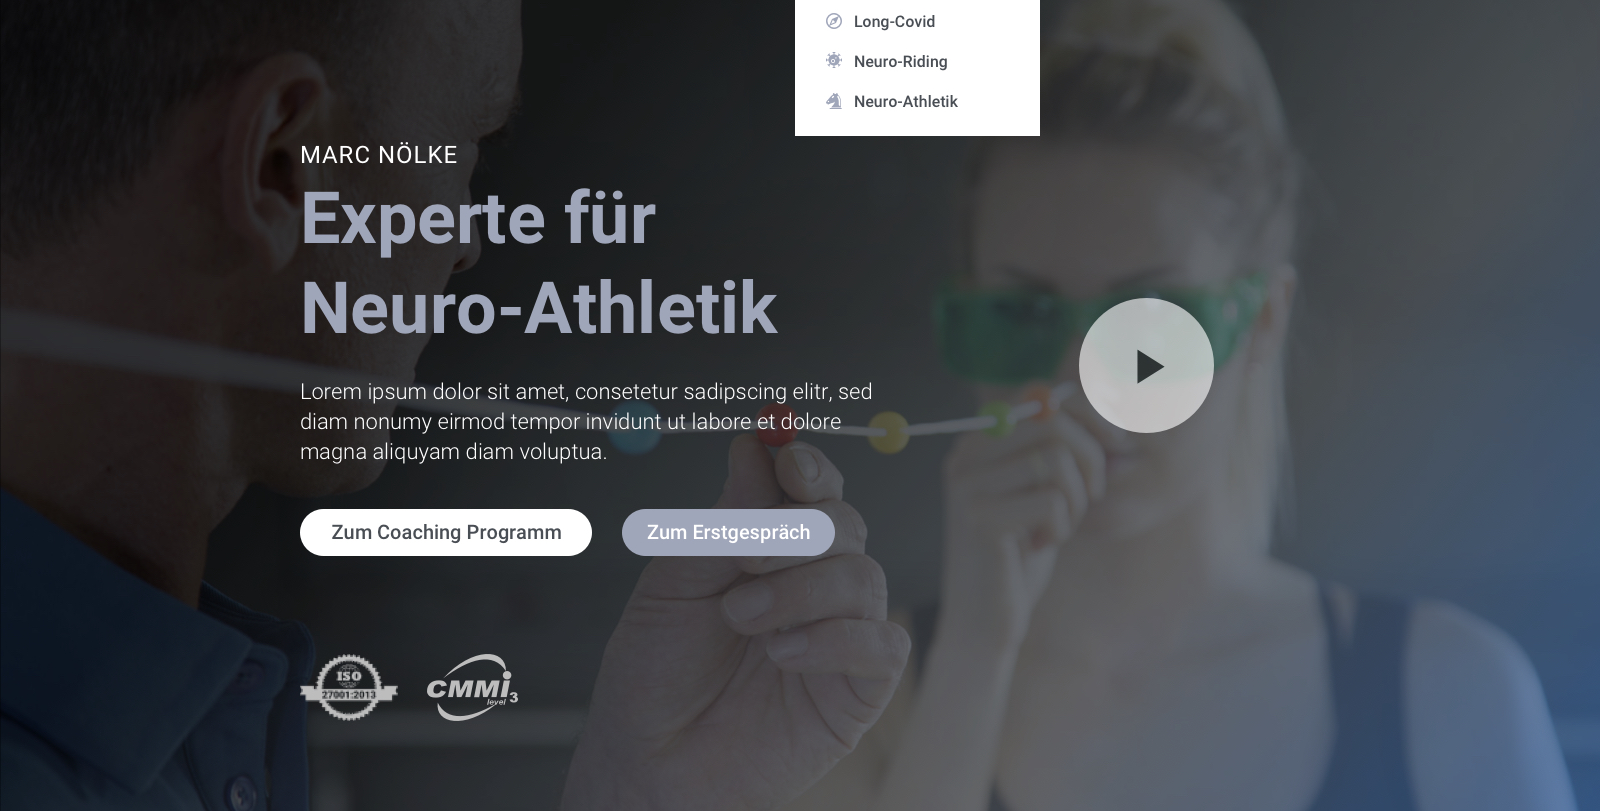 Long-Covid
Neuro-Riding
Neuro-Athletik
MARC NÖLKE
Experte für
Neuro-Athletik
Lorem ipsum dolor sit amet, consetetur sadipscing elitr, sed
diam nonumy eirmod tempor invidunt ut labore et dolore
magna aliquyam diam voluptua.
Zum Coaching Programm
Zum Erstgespräch
ISO
27001:2013
CMMi
level 3